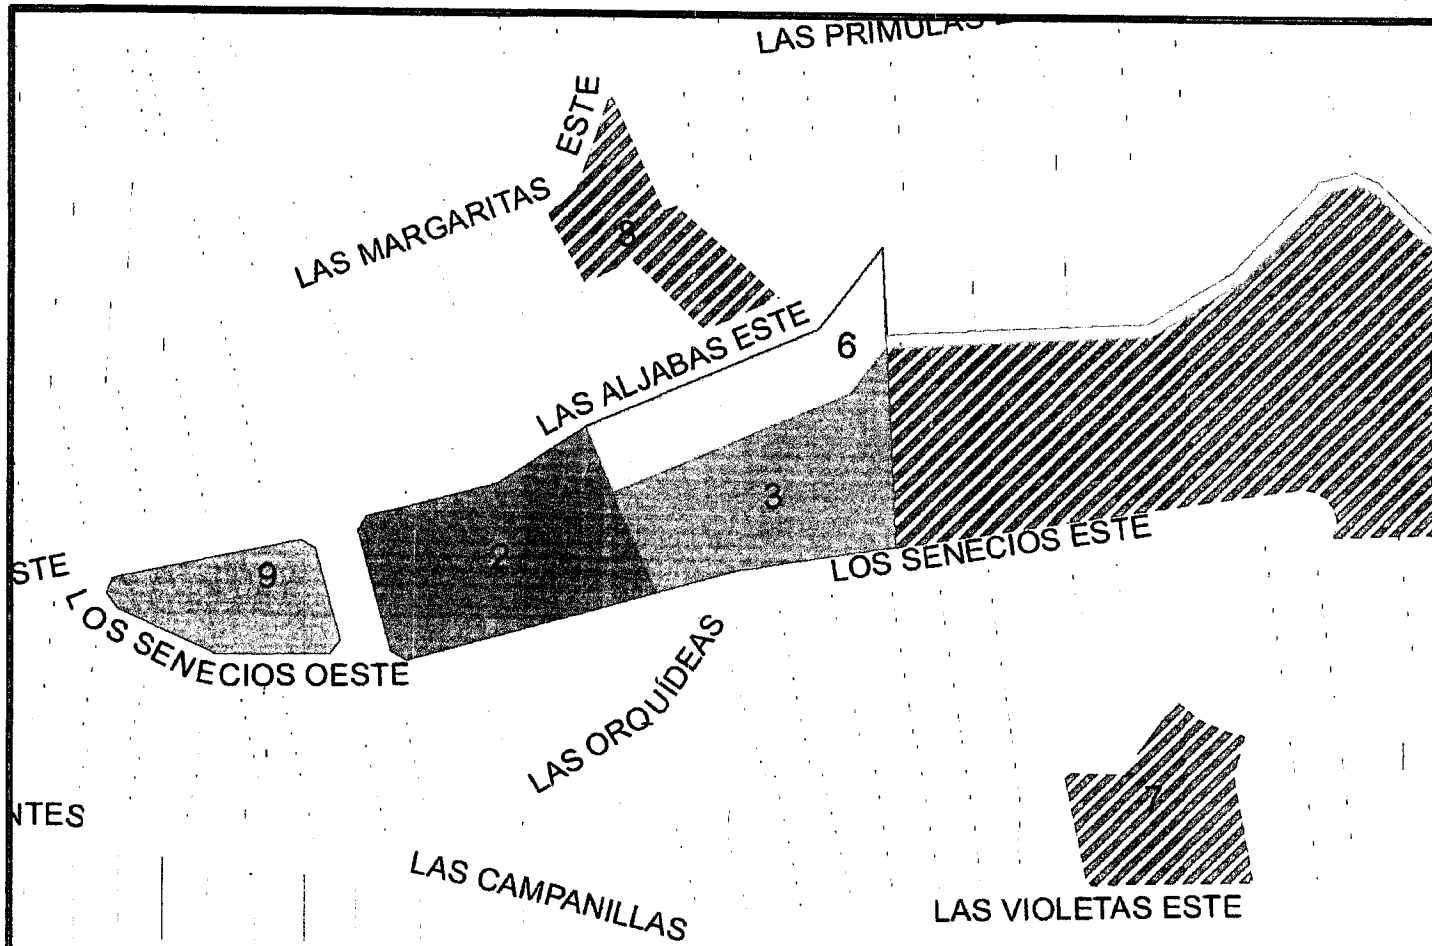 LAS PRIMULAS
ESTE
LAS MARGARITAS
8
LAS ALJABAS ESTE
6
3
2
LOS SENECIOS ESTE
9
STE
LOS SENECIOS OESTE
LAS ORQUÍDEAS
7
NTES
LAS CAMPANILLAS
LAS VIOLETAS ESTE